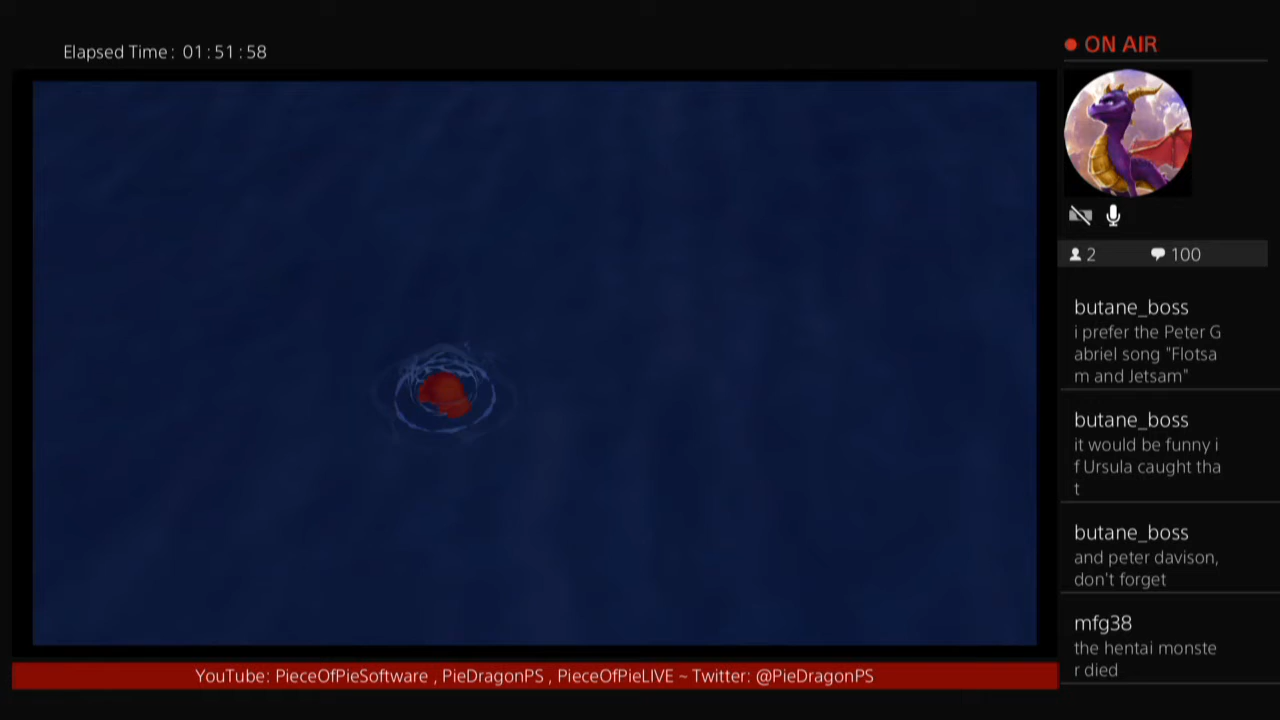 Elapsed Time: 01:51:58
ON AIR
2 100
butane_boss
i prefer the Peter G
abriel song "Flotsa
m and Jetsam"
butane_boss
it would be funny i
f Ursula caught tha
t
butane_boss
and peter davison,
don't forget
mfg38
the hentai monste
r died
YouTube: PieceOfPieSoftware , PieDragonPS , PieceOfPieLIVE ~ Twitter: @PieDragonPS